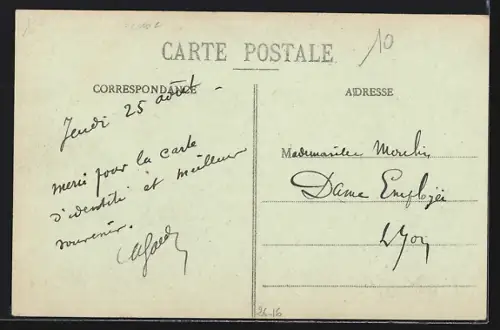 CARTE POSTALE
10
CORRESPONDANCE
ADRESSE
Jeudi 25 août
merci pour la carte
d'identité et meilleur
souvenir.
Mademoiselle
Dame Employée
Lyon
26-16